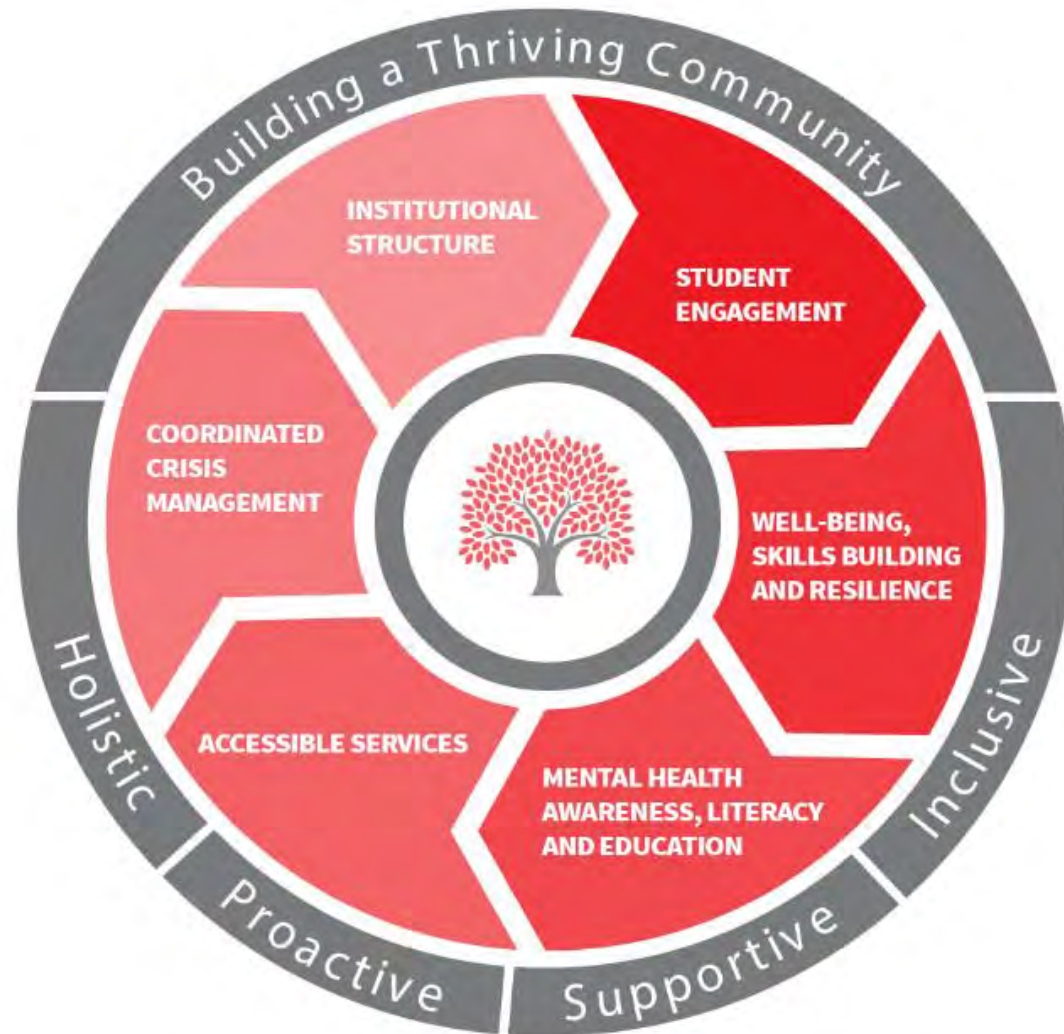 Building a Thriving Community
INSTITUTIONAL
STRUCTURE
STUDENT
ENGAGEMENT
COORDINATED
CRISIS
MANAGEMENT
WELL-BEING,
SKILLS BUILDING
AND RESILIENCE
ACCESSIBLE SERVICES
MENTAL HEALTH
AWARENESS, LITERACY
AND EDUCATION
Holistic
Proactive
Supportive
Inclusive